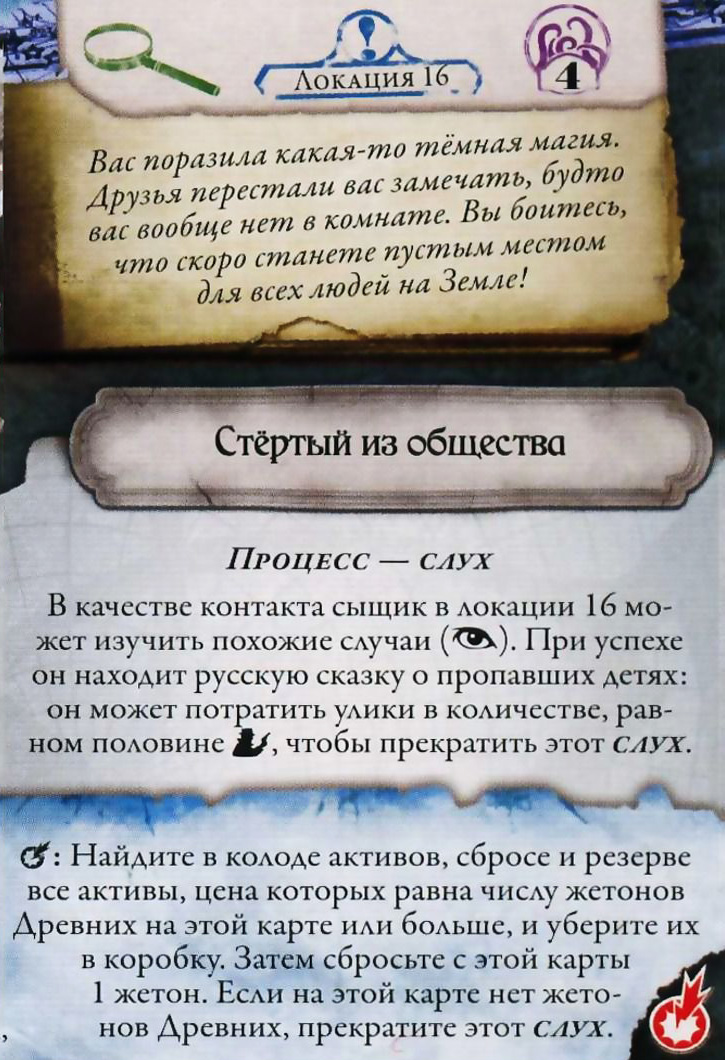 Локация 16
4
Вас поразила какая-то тёмная магия.
Друзья перестали вас замечать, будто
вас вообще нет в комнате. Вы боитесь,
что скоро станете пустым местом
для всех людей на Земле!
Стёртый из общества
Процесс — слух
В качестве контакта сыщик в локации 16 мо-
жет изучить похожие случаи ( ). При успехе
он находит русскую сказку о пропавших детях:
он может потратить улики в количестве, рав-
ном половине , чтобы прекратить этот слух.
: Найдите в колоде активов, сбросе и резерве
все активы, цена которых равна числу жетонов
Древних на этой карте или больше, и уберите их
в коробку. Затем сбросьте с этой карты
1 жетон. Если на этой карте нет жето-
нов Древних, прекратите этот слух.